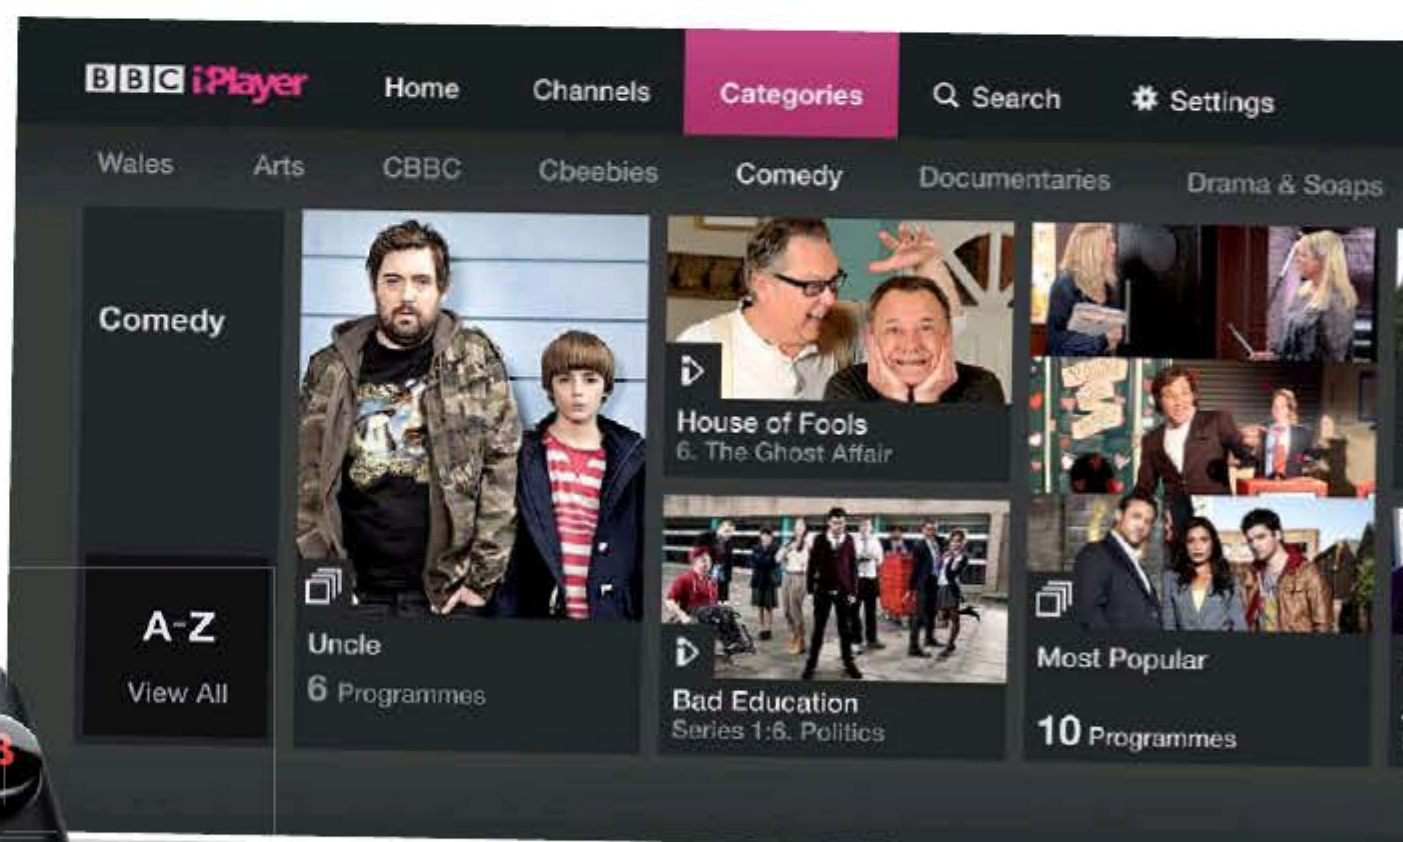 BBC iPlayer Home Channels Categories Search Settings
Wales Arts CBBC Cbeebies Comedy Documentaries Drama & Soaps
Comedy
A-Z
View All
Uncle
6 Programmes
House of Fools
6. The Ghost Affair
Bad Education
Series 1:6. Politics
Most Popular
10 Programmes